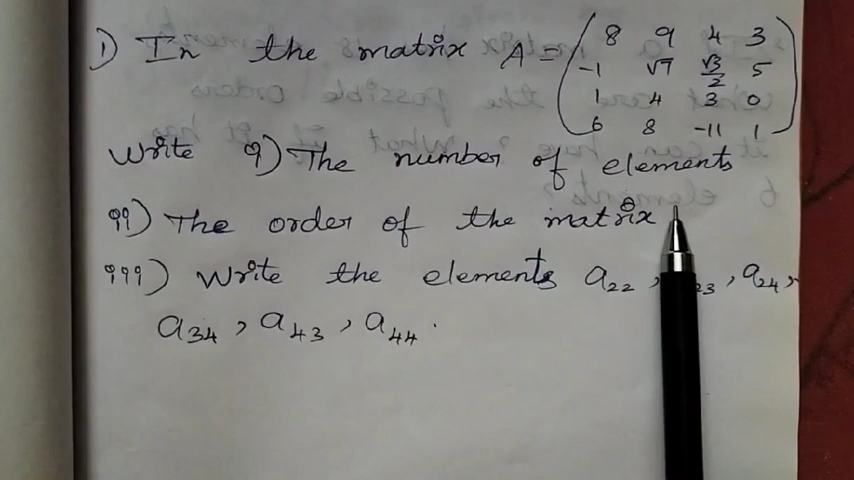 1) In the matrix A = ( 8 9 4 3
-1 √7 √3/2 5
1 4 3 0
6 8 -11 1 )
Write i) The number of elements
ii) The order of the matrix
iii) Write the elements a22, 23, a24,
a34, a43, a44.